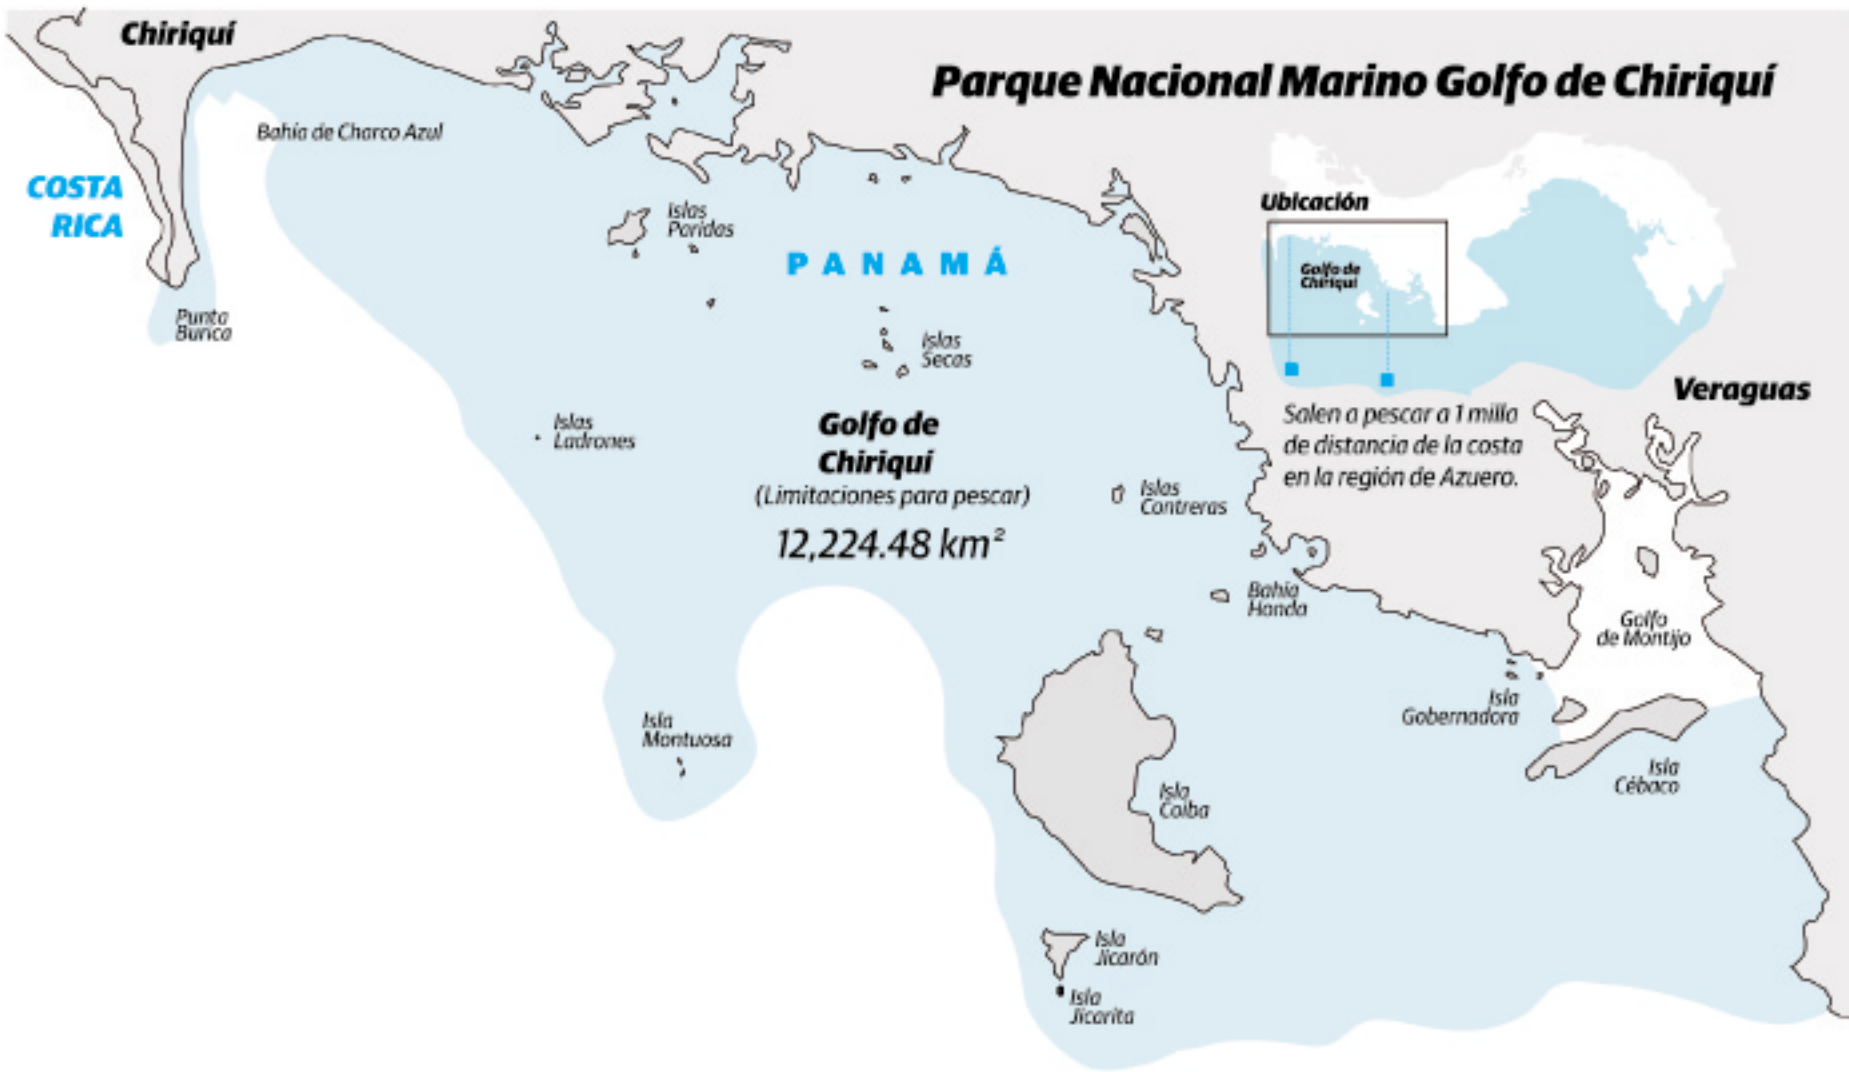 Chiriquí
Parque Nacional Marino Golfo de Chiriquí
Bahía de Charco Azul
COSTA
RICA
Islas
Paridas
Ubicación
PANAMÁ
Golfo de
Chiriquí
Punta
Burica
Islas
Secas
Veraguas
Islas
Ladrones
Golfo de
Chiriquí
(Limitaciones para pescar)
12,224.48 km²
Salen a pescar a 1 milla
de distancia de la costa
en la región de Azuero.
Islas
Contreras
Bahía
Honda
Golfo
de Montijo
Isla
Gobernadora
Isla
Montuosa
Isla
Cébaco
Isla
Coiba
Isla
Jicarón
Isla
Jicarita